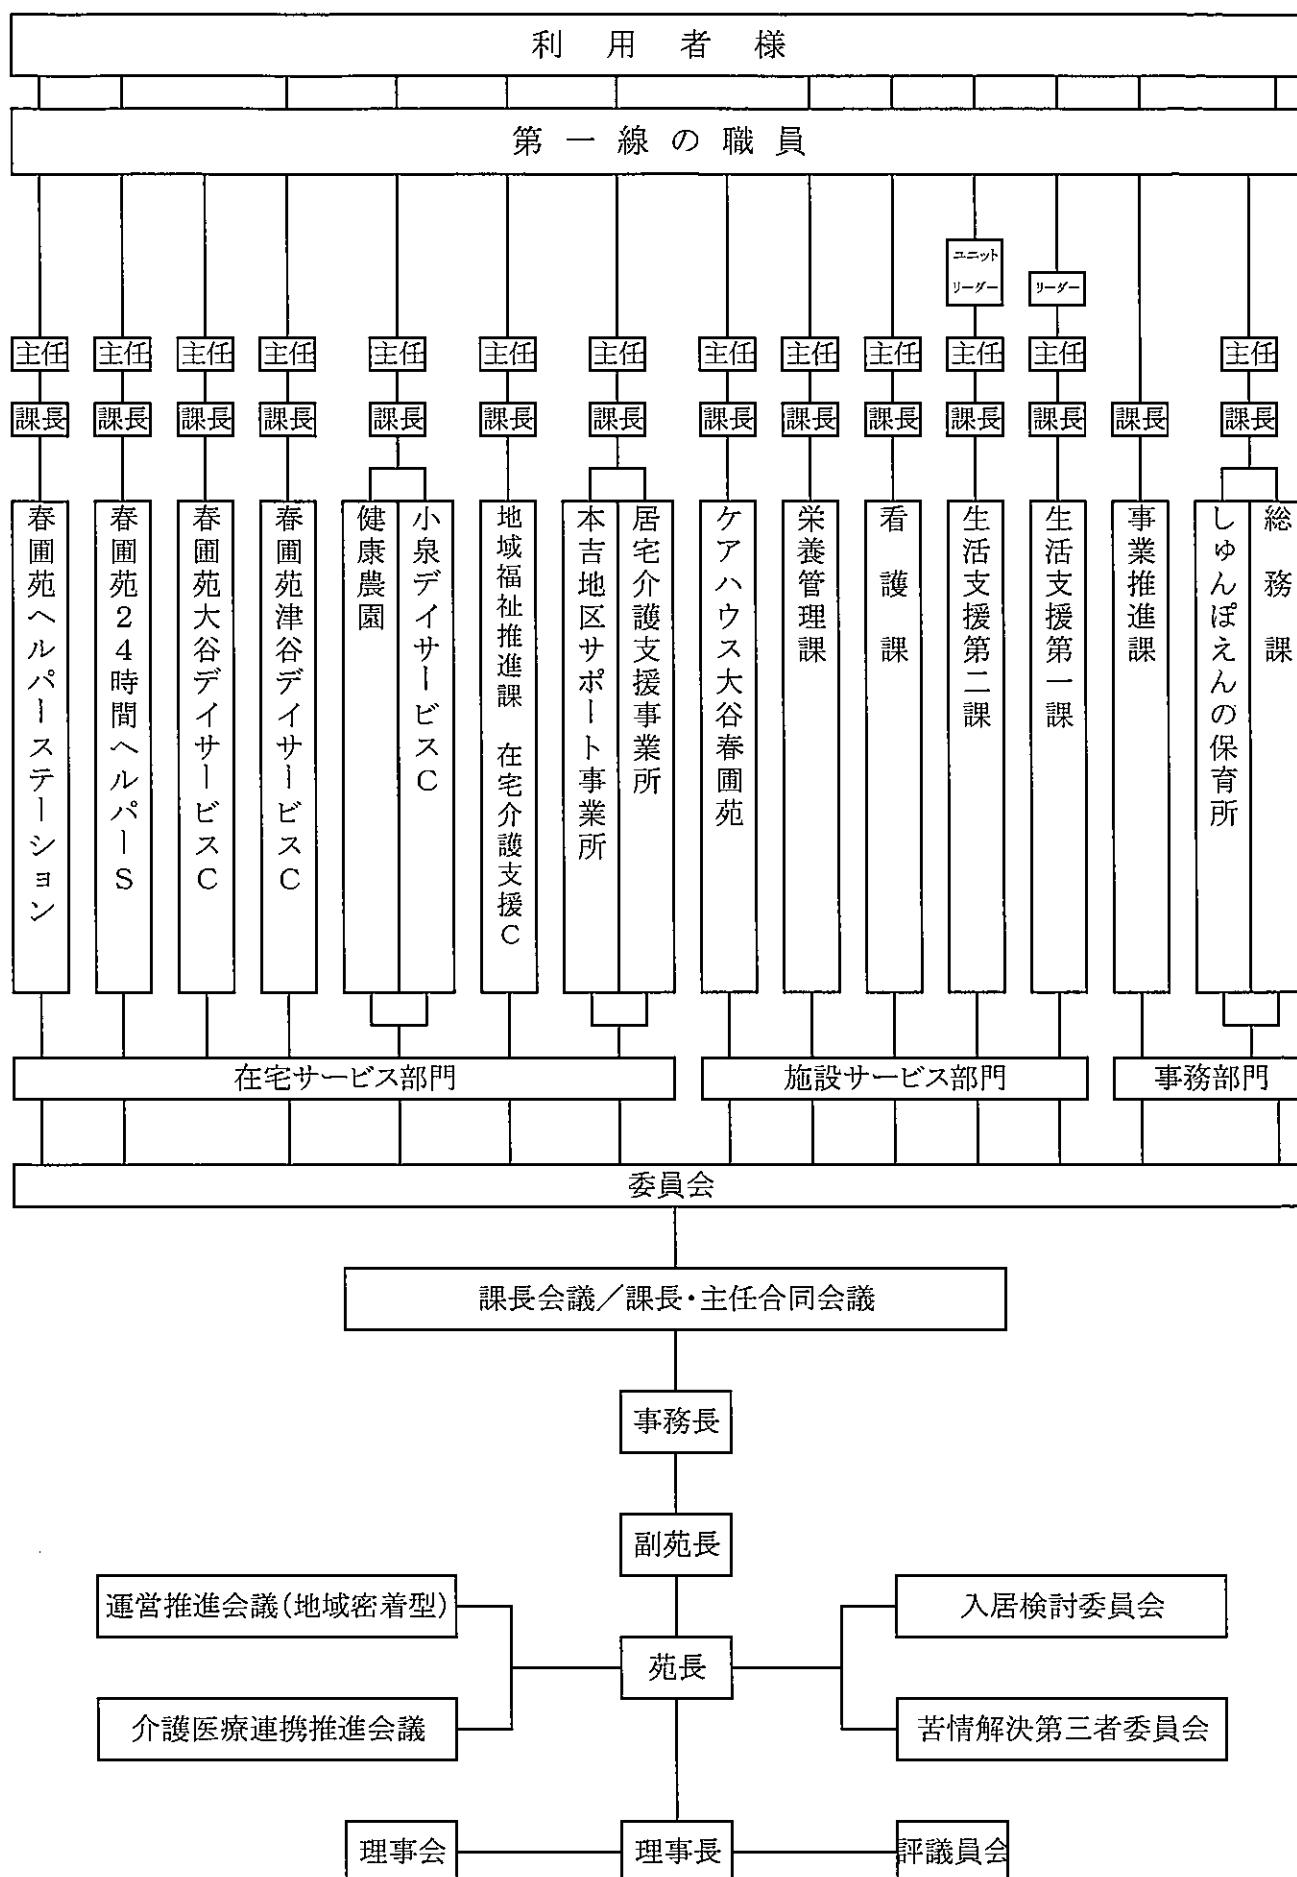 利用者様
第一線の職員
ユニット
リーダー
リーダー
主任
主任
主任
主任
主任
主任
主任
主任
主任
主任
主任
主任
主任
課長
課長
課長
課長
課長
課長
課長
課長
課長
課長
課長
課長
課長
課長
春圃苑ヘルパーステーション
春圃苑24時間ヘルパーS
春圃苑大谷デイサービスC
春圃苑津谷デイサービスC
健康農園
小泉デイサービスC
地域福祉推進課 在宅介護支援C
本吉地区サポート事業所
居宅介護支援事業所
ケアハウス大谷春圃苑
栄養管理課
看護課
生活支援第二課
生活支援第一課
事業推進課
しゅんぽえんの保育所
総務課
在宅サービス部門
施設サービス部門
事務部門
委員会
課長会議／課長・主任合同会議
事務長
副苑長
運営推進会議(地域密着型)
入居検討委員会
苑長
介護医療連携推進会議
苦情解決第三者委員会
理事会
理事長
評議員会